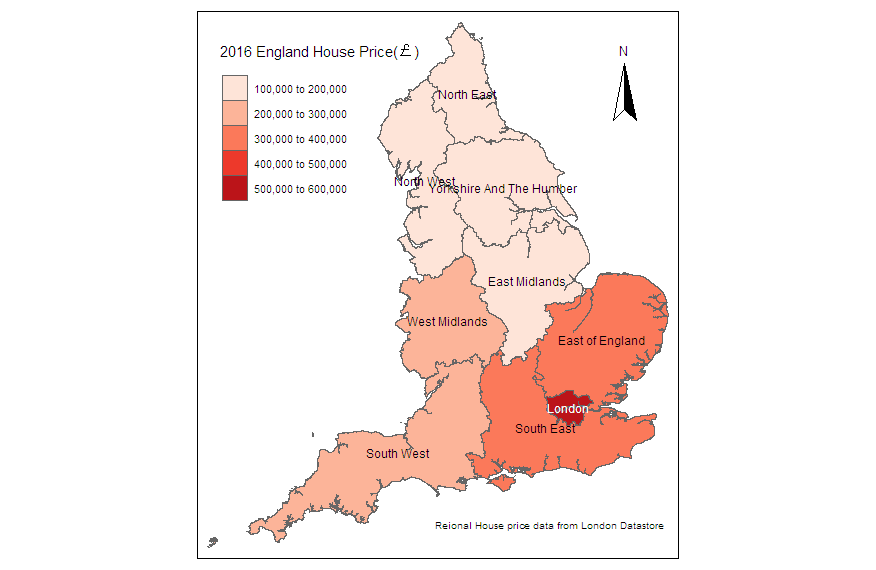 2016 England House Price(£)
N
100,000 to 200,000
200,000 to 300,000
300,000 to 400,000
400,000 to 500,000
500,000 to 600,000
North East
North West
Yorkshire And The Humber
East Midlands
West Midlands
East of England
London
South East
South West
Reional House price data from London Datastore